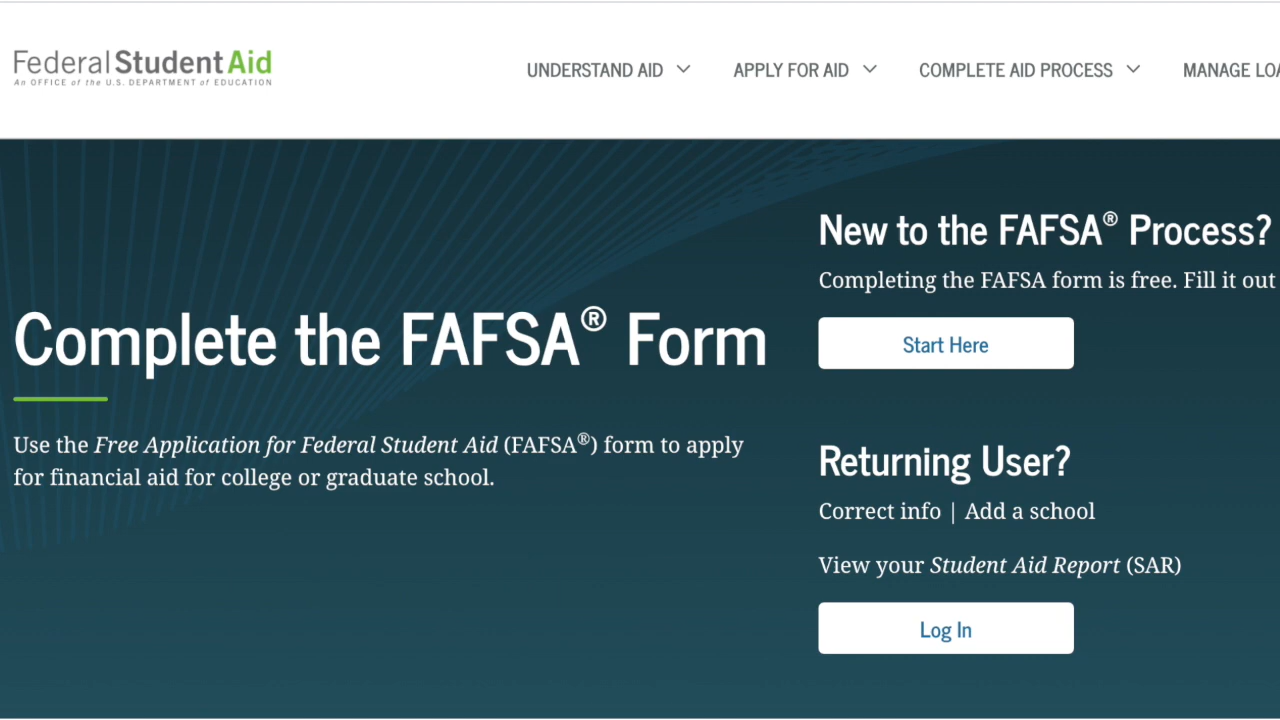 Federal Student Aid
An OFFICE of the U.S. DEPARTMENT of EDUCATION
UNDERSTAND AID
APPLY FOR AID
COMPLETE AID PROCESS
MANAGE LOA
Complete the FAFSA® Form
Use the Free Application for Federal Student Aid (FAFSA®) form to apply
for financial aid for college or graduate school.
New to the FAFSA® Process?
Completing the FAFSA form is free. Fill it out
Start Here
Returning User?
Correct info | Add a school
View your Student Aid Report (SAR)
Log In